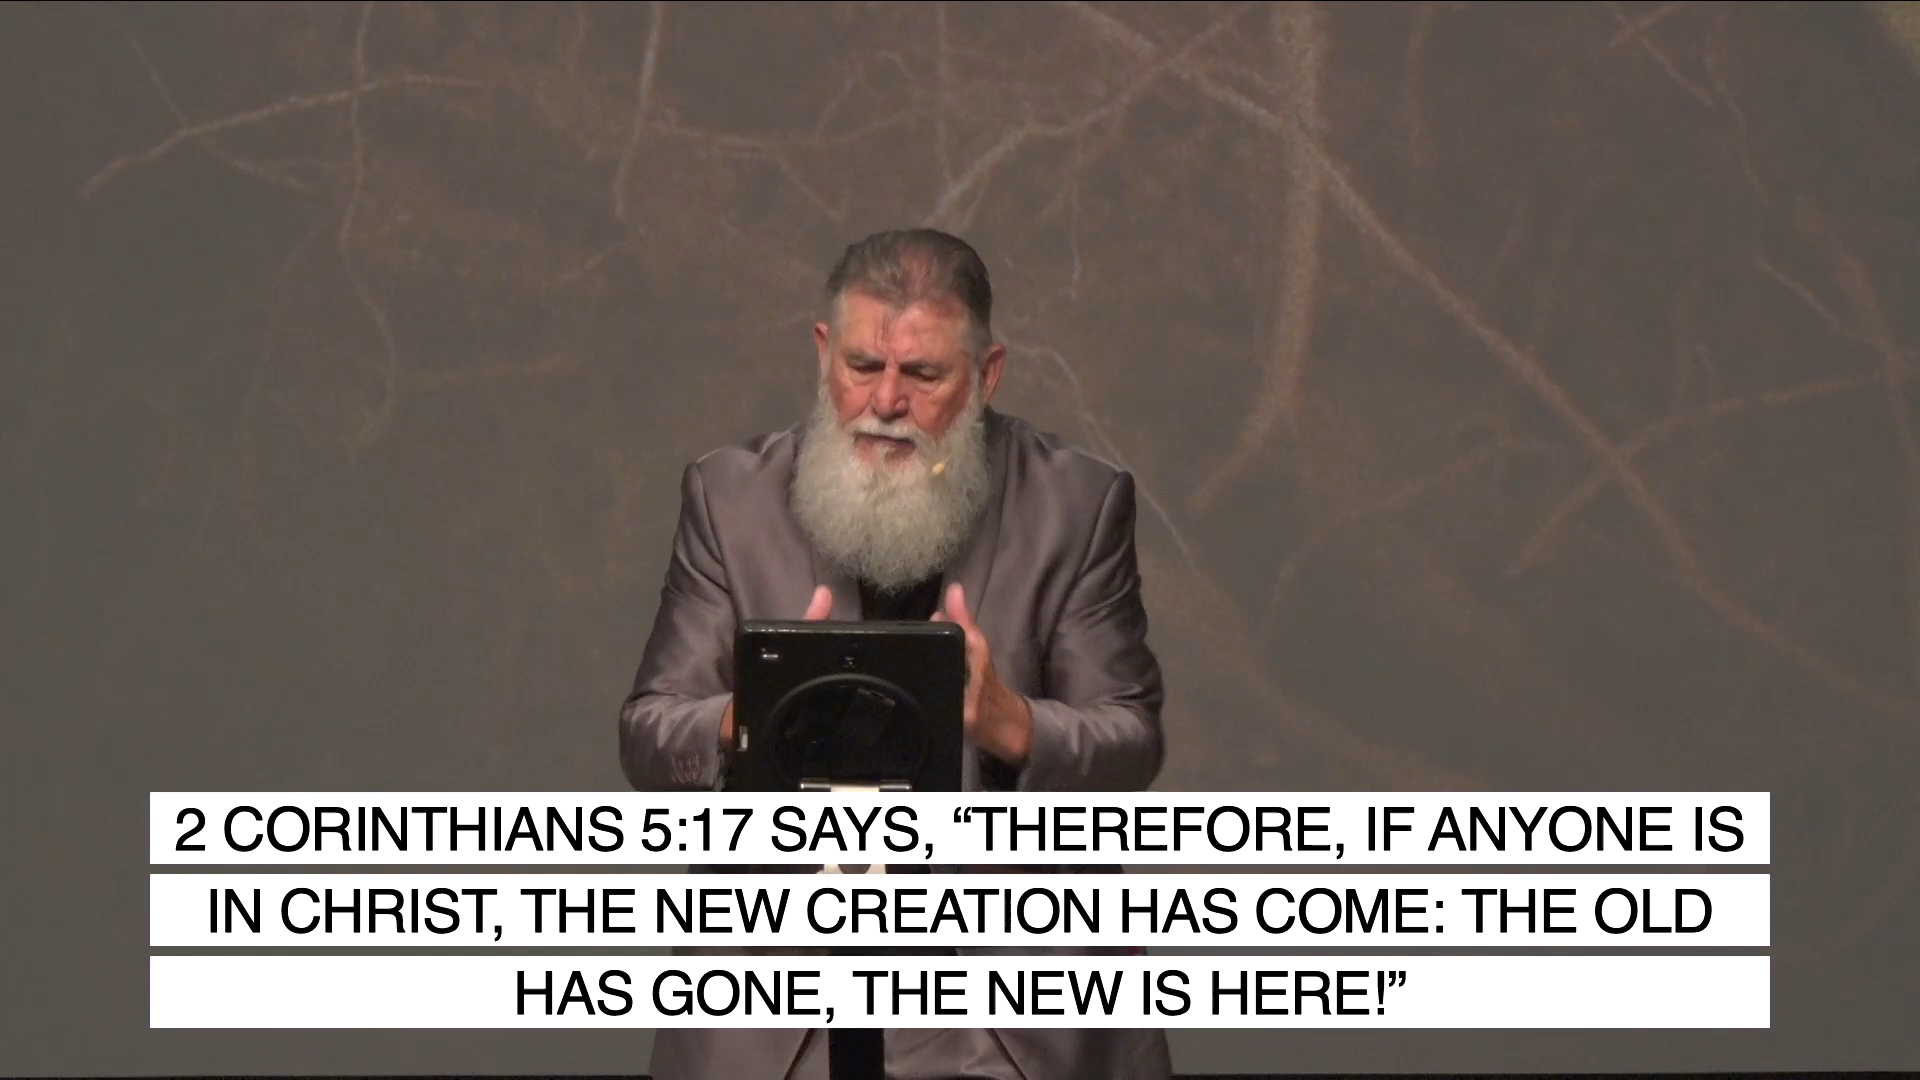 2 CORINTHIANS 5:17 SAYS, “THEREFORE, IF ANYONE IS
IN CHRIST, THE NEW CREATION HAS COME: THE OLD
HAS GONE, THE NEW IS HERE!”